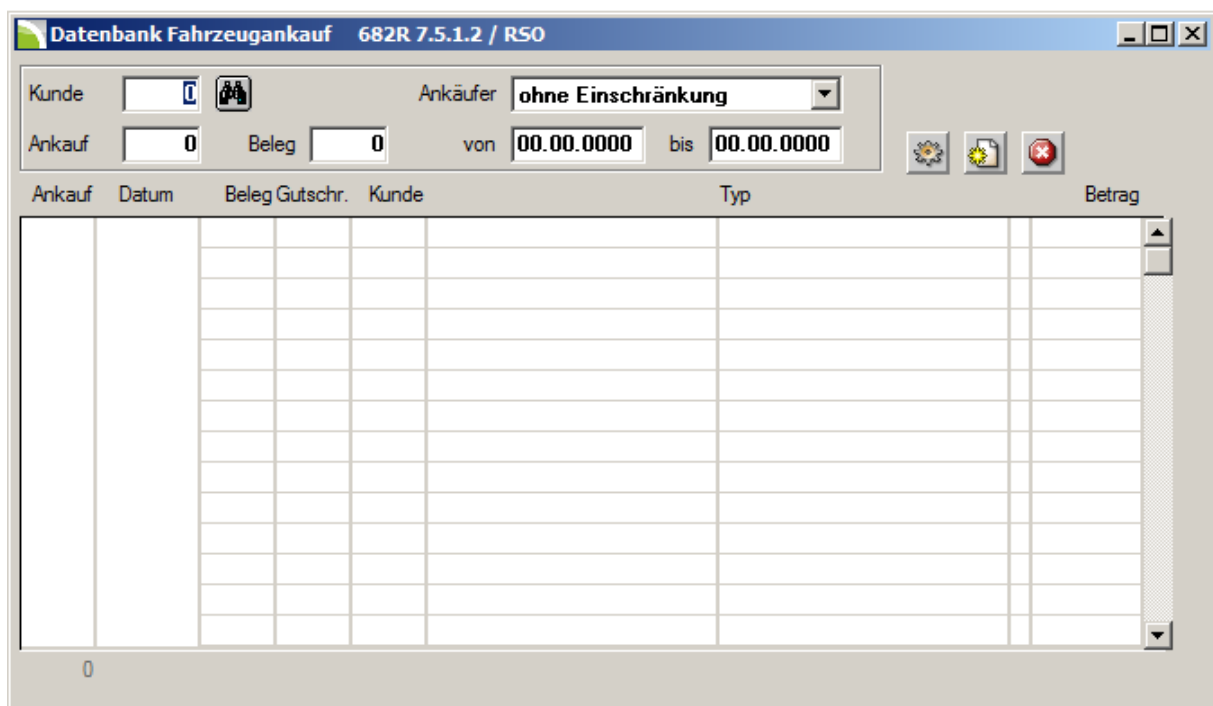 Datenbank Fahrzeugankauf 682R 7.5.1.2 / RSO
Kunde 0 Ankäufer ohne Einschränkung
Ankauf 0 Beleg 0 von 00.00.0000 bis 00.00.0000
Ankauf Datum Beleg Gutschr. Kunde Typ Betrag
0